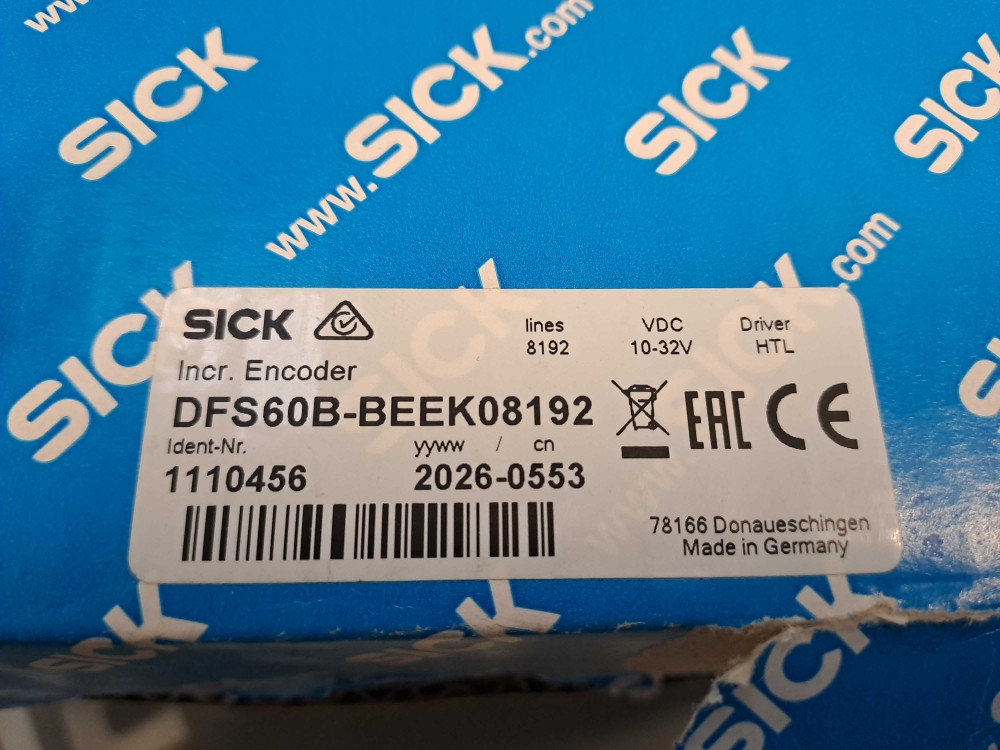 www.
SICK
www.SICK.com
SICK
SICK
SICK
.com
SICK
lines VDC Driver
8192 10-32V HTL
Incr. Encoder
DFS60B-BEEK08192
EAC CE
Ident-Nr. yyww / cn
1110456 2026-0553
78166 Donaueschingen
Made in Germany
SICK
SICK